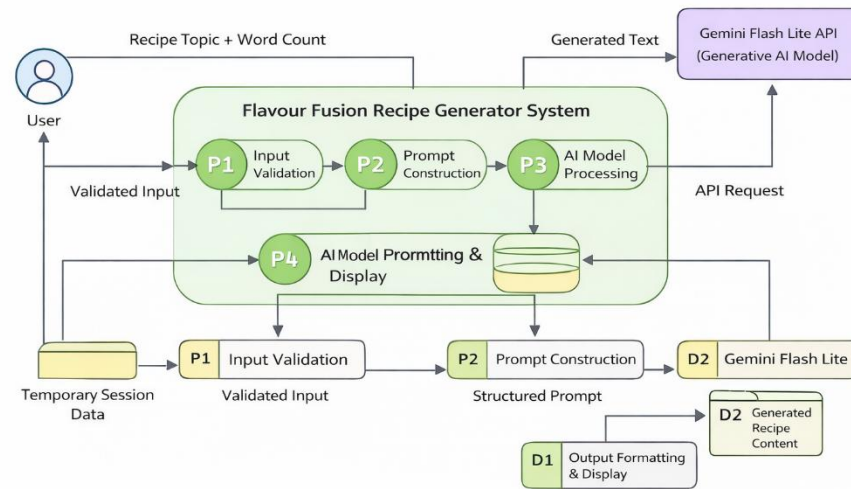 Recipe Topic + Word Count
Generated Text
Gemini Flash Lite API
(Generative AI Model)
User
Flavour Fusion Recipe Generator System
P1
Input
Validation
P2
Prompt
Construction
P3
AI Model
Processing
Validated Input
API Request
P4
AI Model Prormtting &
Display
P1
Input Validation
P2
Prompt Construction
D2
Gemini Flash Lite
Temporary Session
Data
Validated Input
Structured Prompt
D2
Generated
Recipe
Content
D1
Output Formatting
& Display